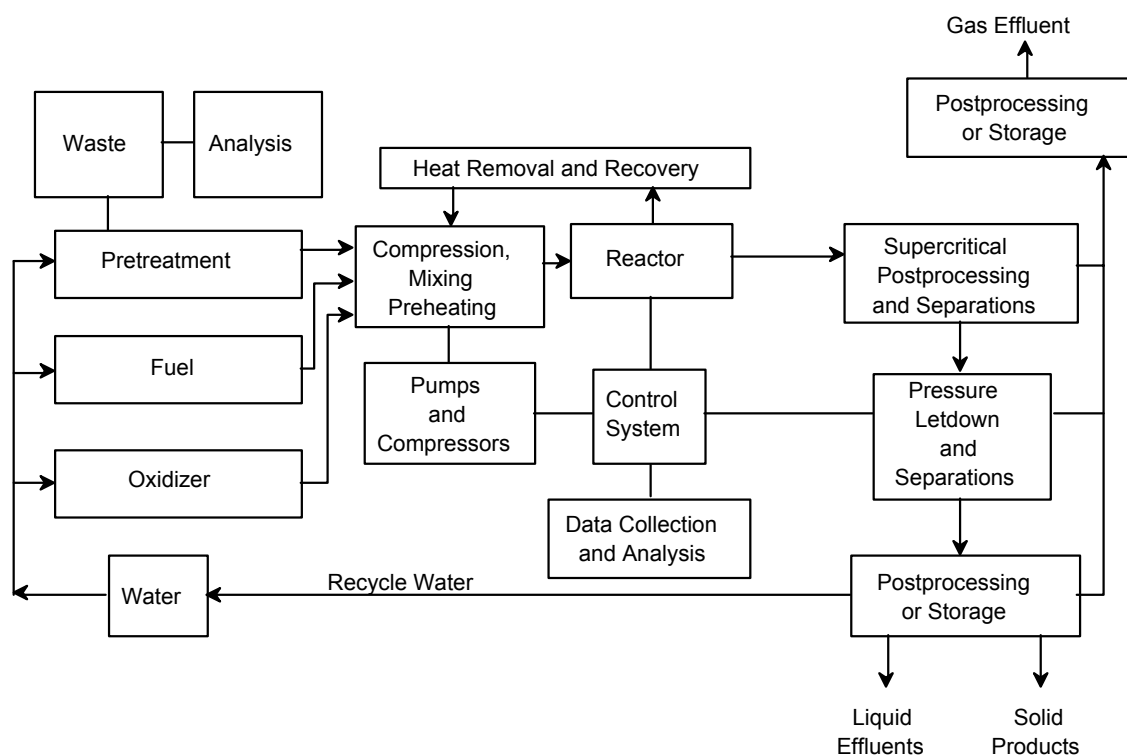 Gas Effluent
Postprocessing
or Storage
Waste
Analysis
Heat Removal and Recovery
Pretreatment
Compression,
Mixing
Preheating
Reactor
Supercritical
Postprocessing
and Separations
Fuel
Pumps
and
Compressors
Control
System
Pressure
Letdown
and
Separations
Oxidizer
Data Collection
and Analysis
Water
Recycle Water
Postprocessing
or Storage
Liquid
Effluents
Solid
Products